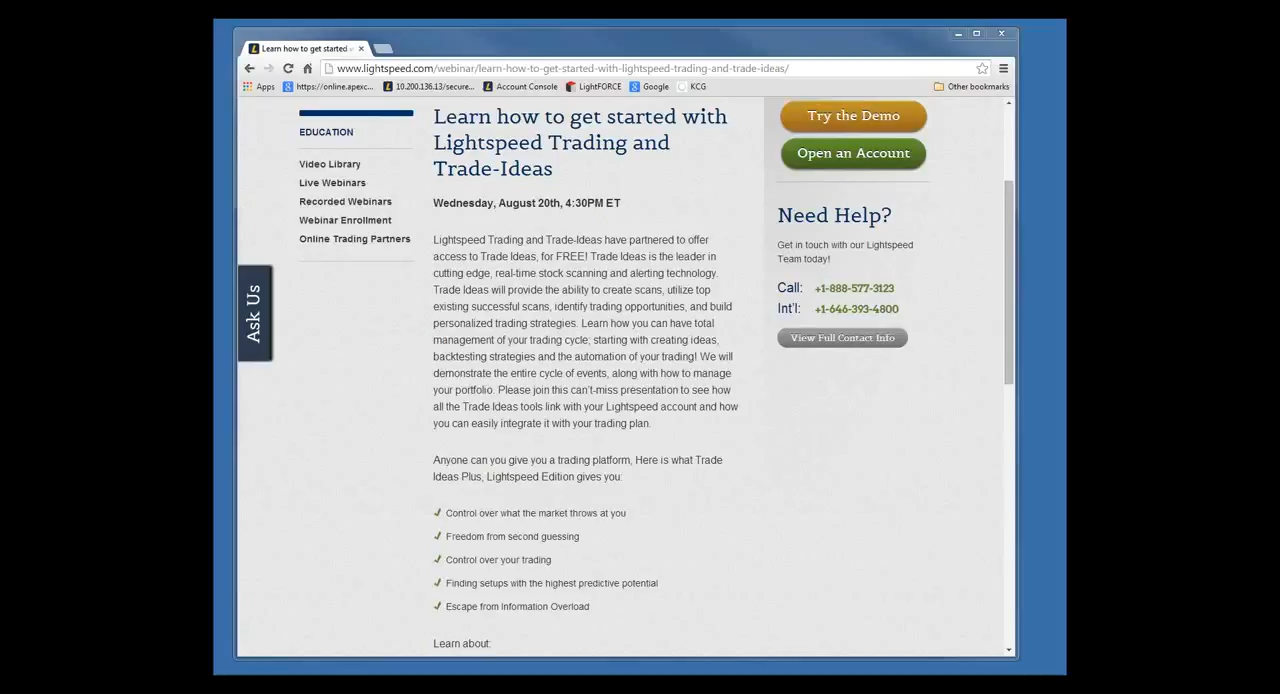 Learn how to get started
www.lightspeed.com/webinar/learn-how-to-get-started-with-lightspeed-trading-and-trade-ideas/
Apps https://online.apexc... 10.200.136.13/secure... Account Console LightFORCE Google KCG Other bookmarks
EDUCATION
Video Library
Live Webinars
Recorded Webinars
Webinar Enrollment
Online Trading Partners
Ask Us
Learn how to get started with
Lightspeed Trading and
Trade-Ideas
Wednesday, August 20th, 4:30PM ET
Lightspeed Trading and Trade-Ideas have partnered to offer
access to Trade Ideas, for FREE! Trade Ideas is the leader in
cutting edge, real-time stock scanning and alerting technology.
Trade Ideas will provide the ability to create scans, utilize top
existing successful scans, identify trading opportunities, and build
personalized trading strategies. Learn how you can have total
management of your trading cycle; starting with creating ideas,
backtesting strategies and the automation of your trading! We will
demonstrate the entire cycle of events, along with how to manage
your portfolio. Please join this can't-miss presentation to see how
all the Trade Ideas tools link with your Lightspeed account and how
you can easily integrate it with your trading plan.
Anyone can you give you a trading platform, Here is what Trade
Ideas Plus, Lightspeed Edition gives you:
Control over what the market throws at you
Freedom from second guessing
Control over your trading
Finding setups with the highest predictive potential
Escape from Information Overload
Learn about:
Try the Demo
Open an Account
Need Help?
Get in touch with our Lightspeed
Team today!
Call: +1-888-577-3123
Int'l: +1-646-393-4800
View Full Contact Info